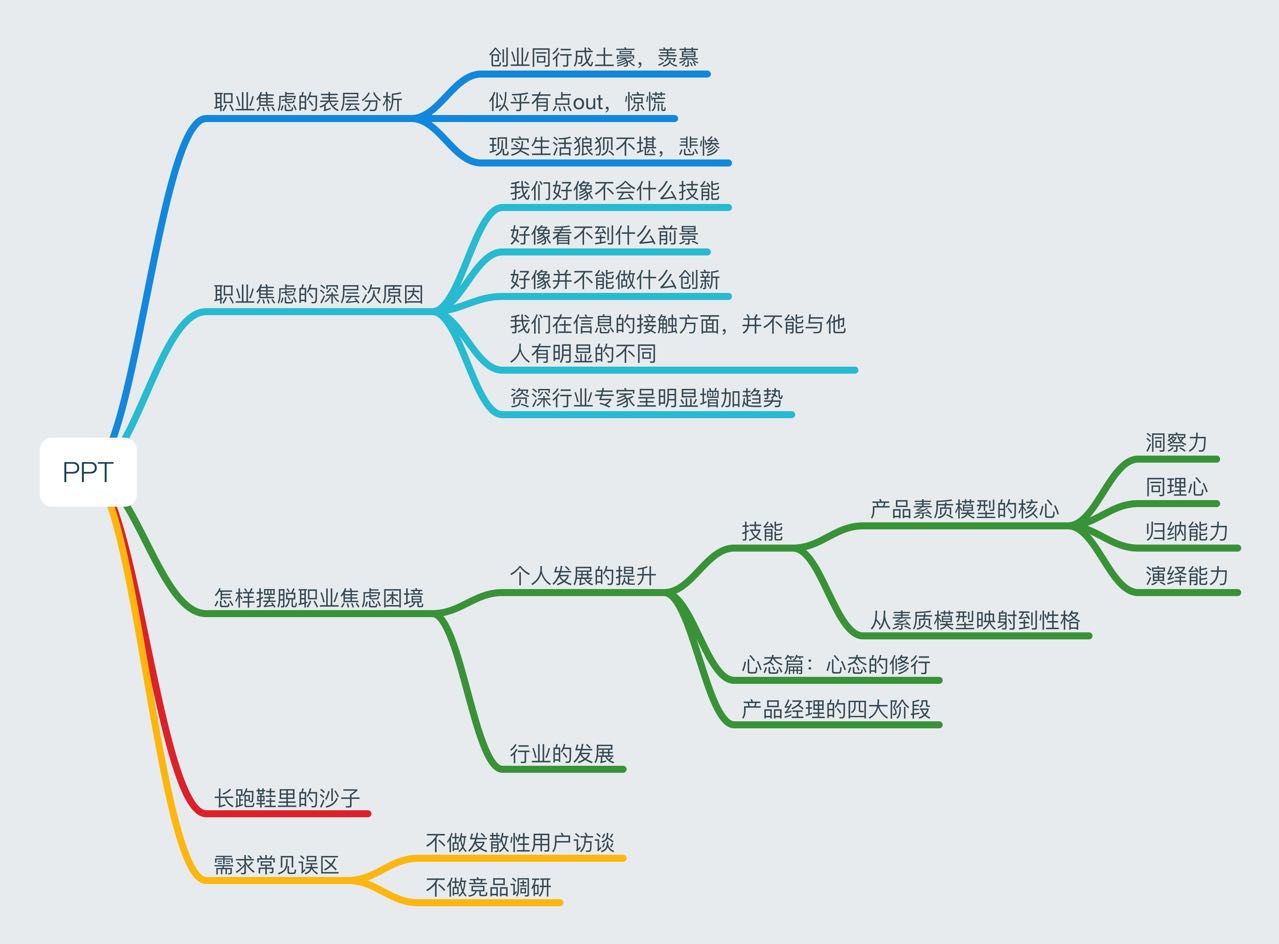 PPT
职业焦虑的表层分析
创业同行成土豪，羡慕
似乎有点out，惊慌
现实生活狼狈不堪，悲惨
职业焦虑的深层次原因
我们好像不会什么技能
好像看不到什么前景
好像并不能做什么创新
我们在信息的接触方面，并不能与他
人有明显的不同
资深行业专家呈明显增加趋势
怎样摆脱职业焦虑困境
个人发展的提升
技能
产品素质模型的核心
洞察力
同理心
归纳能力
演绎能力
从素质模型映射到性格
心态篇：心态的修行
产品经理的四大阶段
行业的发展
长跑鞋里的沙子
需求常见误区
不做发散性用户访谈
不做竞品调研